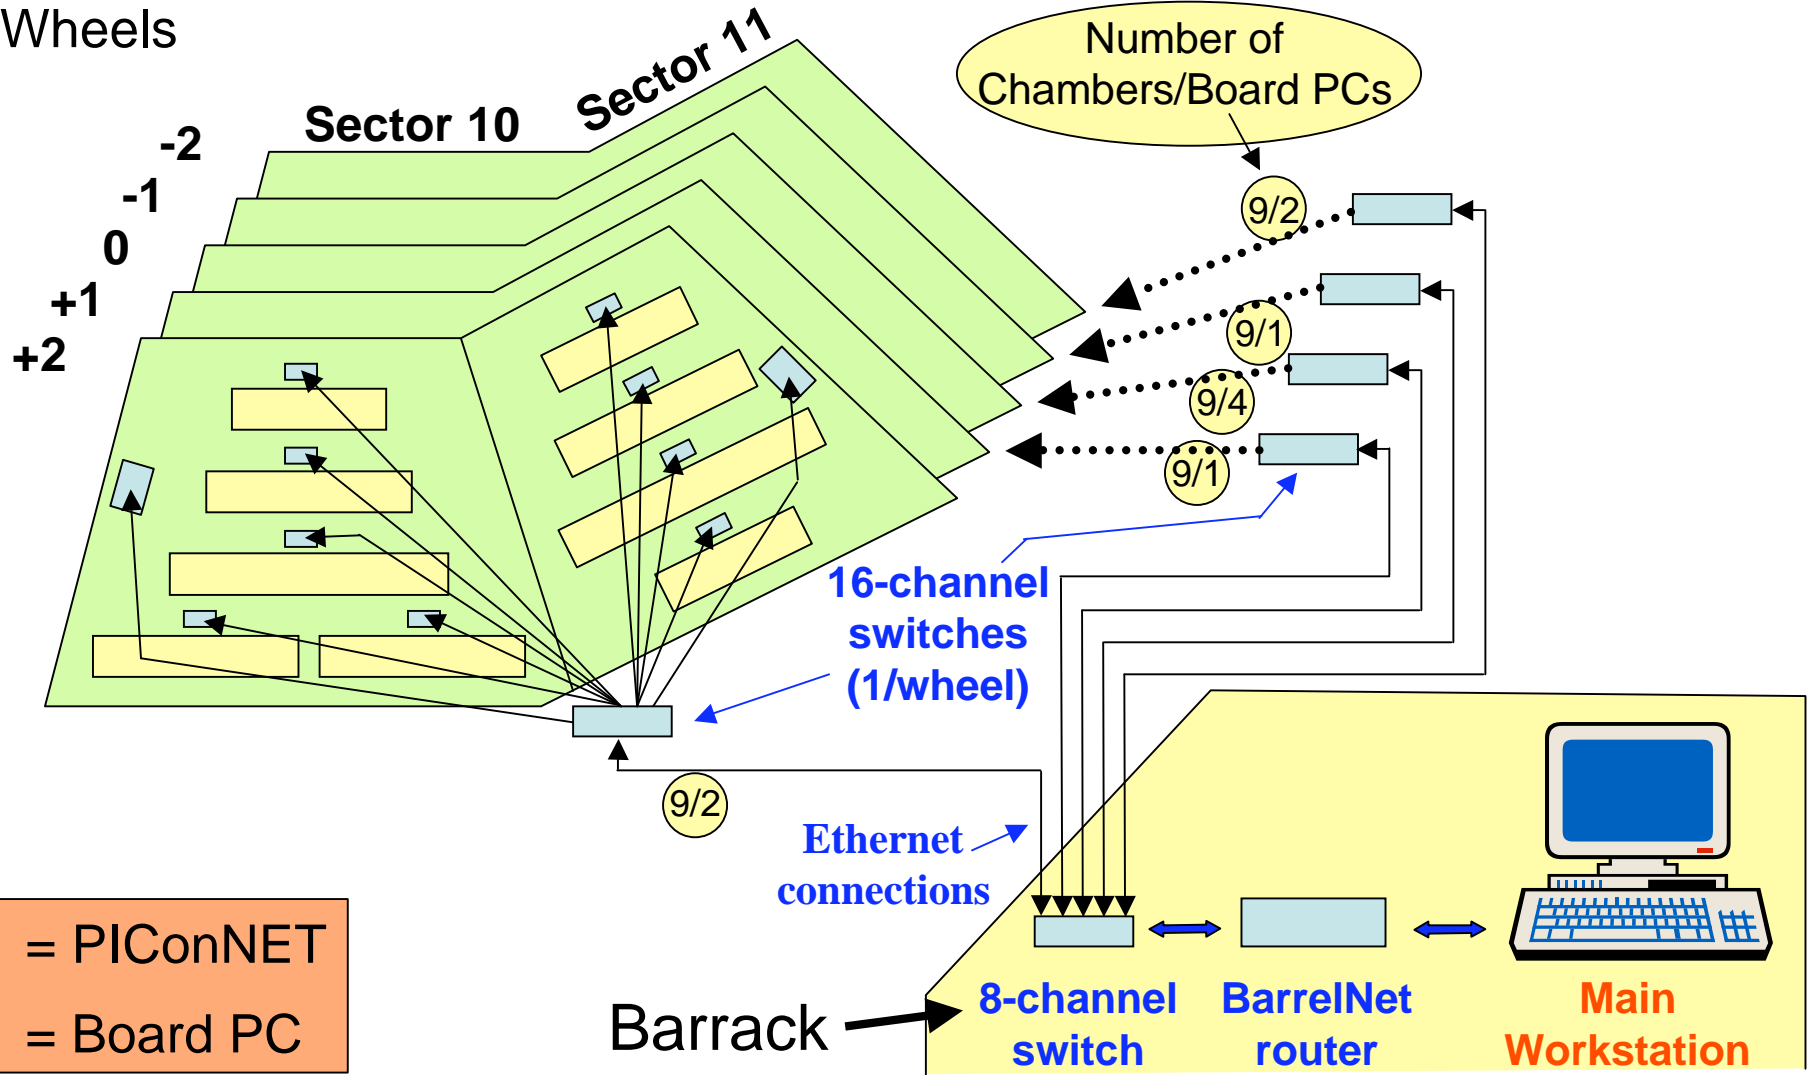 Wheels
Sector 10
Sector 11
-2
-1
0
+1
+2
Number of
Chambers/Board PCs
9/2
9/1
9/4
9/1
16-channel
switches
(1/wheel)
9/2
Ethernet
connections
= PIConNET
= Board PC
Barrack
8-channel
switch
BarrelNet
router
Main
Workstation